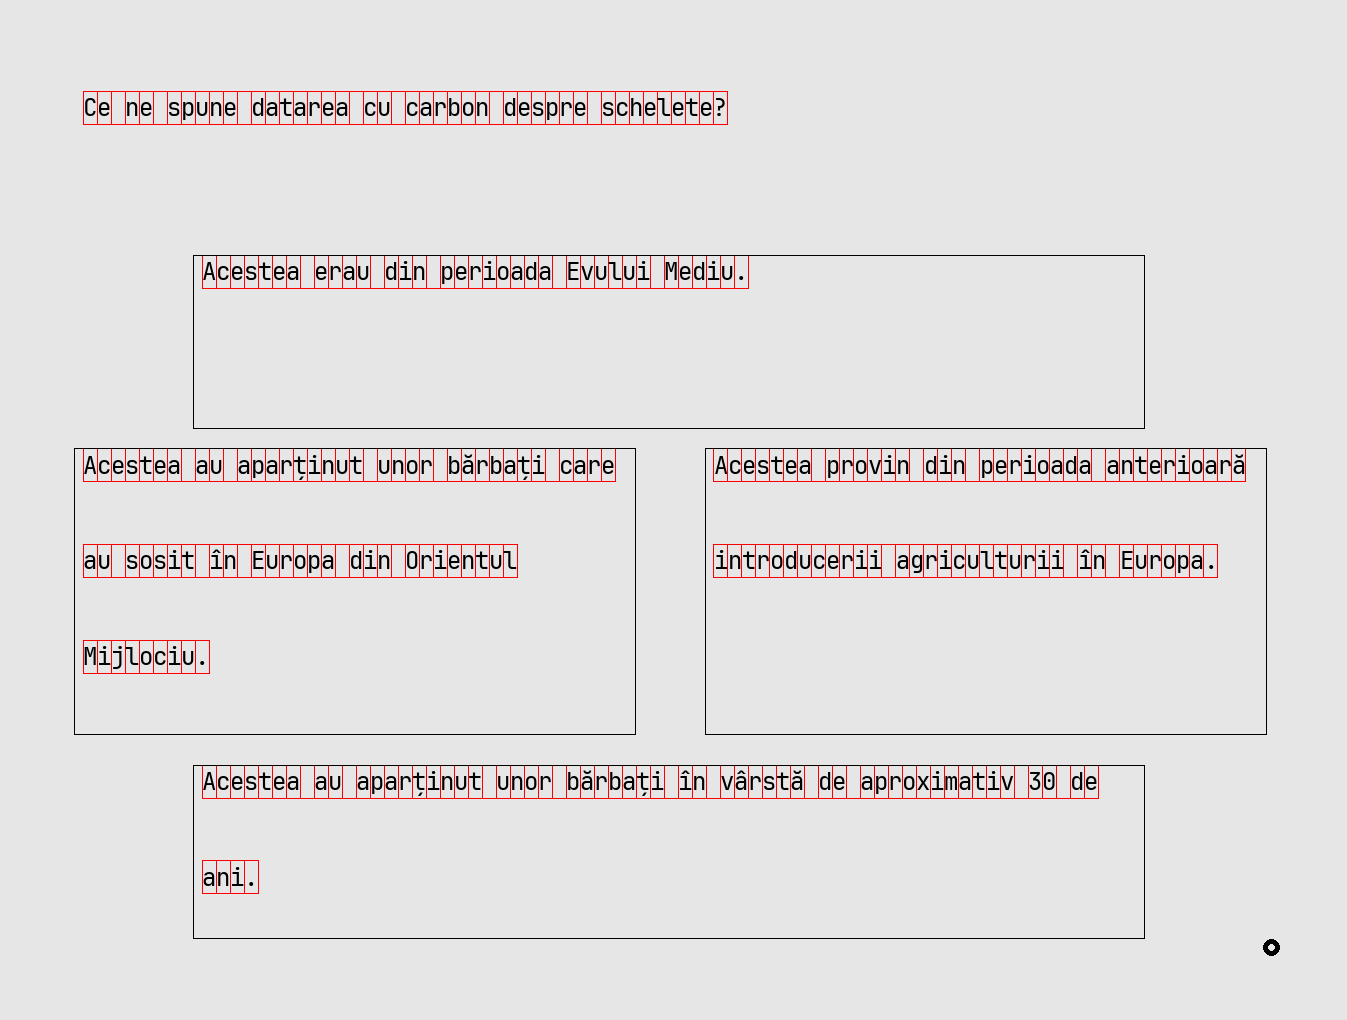 Ce ne spune datarea cu carbon despre schelete?
Acestea erau din perioada Evului Mediu.
Acestea au aparținut unor bărbați care
au sosit în Europa din Orientul
Mijlociu.
Acestea provin din perioada anterioară
introducerii agriculturii în Europa.
Acestea au aparținut unor bărbați în vârstă de aproximativ 30 de
ani.